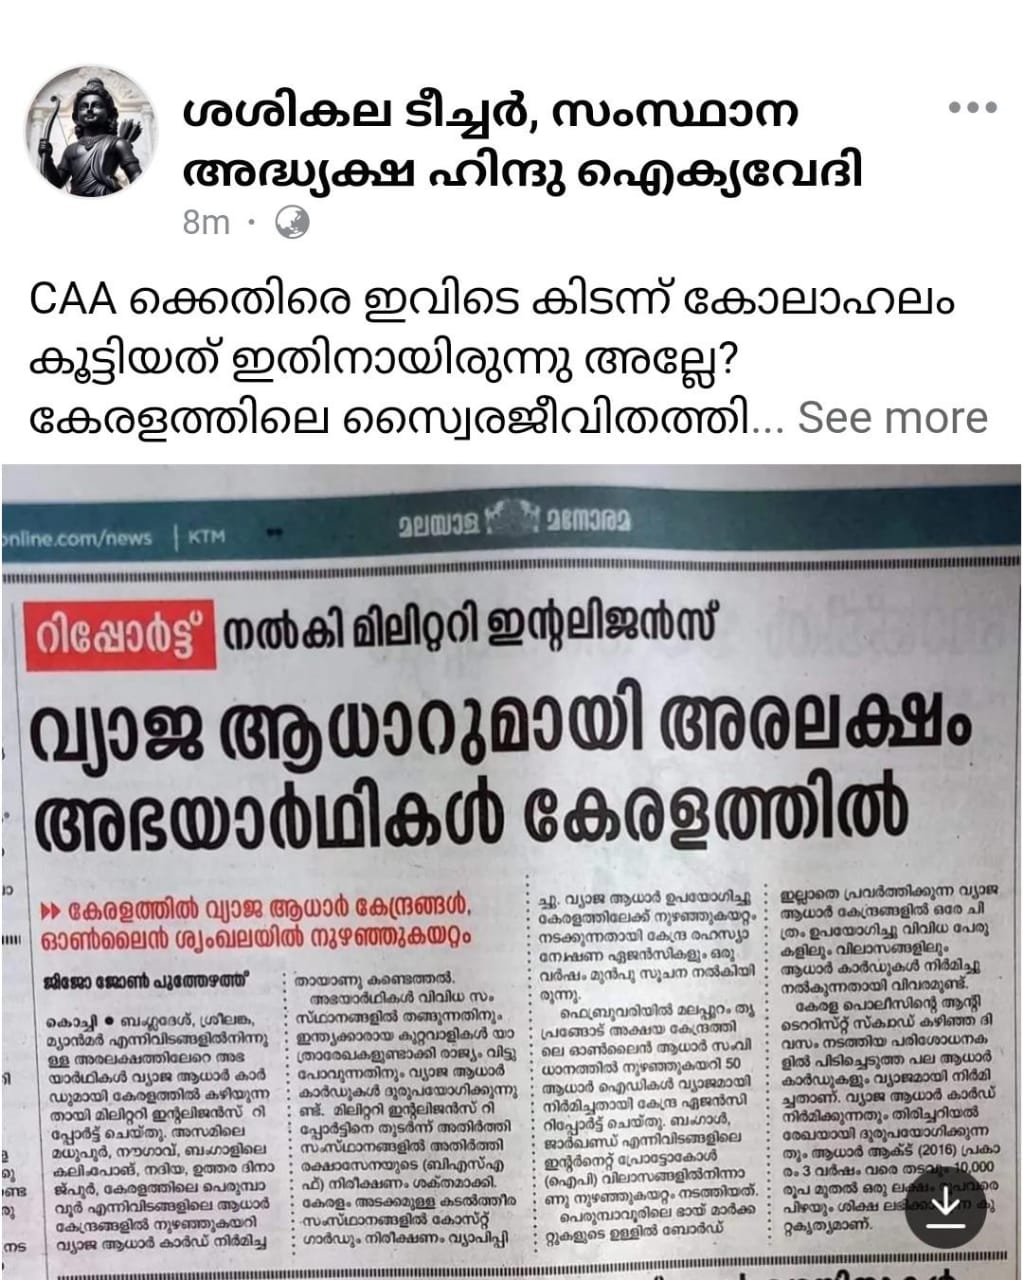 ശശികല ടീച്ചർ, സംസ്ഥാന
അദ്ധ്യക്ഷ ഹിന്ദു ഐക്യവേദി
8m
CAA ക്കെതിരെ ഇവിടെ കിടന്ന് കോലാഹലം
കൂട്ടിയത് ഇതിനായിരുന്നു അല്ലേ?
കേരളത്തിലെ സ്വൈരജീവിതത്തി... See more
online.com/news | KTM
മലയാള മനോരമ
റിപ്പോർട്ട് നൽകി മിലിറ്ററി ഇന്റലിജൻസ്
വ്യാജ ആധാറുമായി അരലക്ഷം
അഭയാർഥികൾ കേരളത്തിൽ
കേരളത്തിൽ വ്യാജ ആധാർ കേന്ദ്രങ്ങൾ,
ഓൺലൈൻ ശൃംഖലയിൽ നുഴഞ്ഞുകയറ്റം
ജിജോ ജോൺ പുത്തേഴത്ത്
കൊച്ചി ● ബംഗ്ലദേശ്, ശ്രീലങ്ക,
മ്യാൻമർ എന്നിവിടങ്ങളിൽനിന്നു
ള്ള അരലക്ഷത്തിലേറെ അഭ
യാർഥികൾ വ്യാജ ആധാർ കാർ
ഡുമായി കേരളത്തിൽ കഴിയുന്ന
തായി മിലിറ്ററി ഇന്റലിജൻസ് റി
പ്പോർട്ട് ചെയ്തു. അസമിലെ
മധുപുർ, നൗഗാവ്, ബംഗാളിലെ
കലിംപോങ്, നദിയ, ഉത്തര ദിനാ
ജ്പുർ, കേരളത്തിലെ പെരുമ്പാ
വൂർ എന്നിവിടങ്ങളിലെ ആധാർ
കേന്ദ്രങ്ങളിൽ നുഴഞ്ഞുകയറി
വ്യാജ ആധാർ കാർഡ് നിർമിച്ച
തായാണു കണ്ടെത്തൽ.
അഭയാർഥികൾ വിവിധ സം
സ്ഥാനങ്ങളിൽ തങ്ങുന്നതിനും
ഇന്ത്യക്കാരായ കുറ്റവാളികൾ യാ
ത്രാരേഖകളുണ്ടാക്കി രാജ്യം വിട്ടു
പോവുന്നതിനും വ്യാജ ആധാർ
കാർഡുകൾ ദുരുപയോഗിക്കുന്നു
ണ്ട്. മിലിറ്ററി ഇന്റലിജൻസ് റി
പ്പോർട്ടിനെ തുടർന്ന് അതിർത്തി
സംസ്ഥാനങ്ങളിൽ അതിർത്തി
രക്ഷാസേനയുടെ (ബിഎസ്എ
ഫ്) നിരീക്ഷണം ശക്തമാക്കി.
കേരളം അടക്കമുള്ള കടൽത്തീര
സംസ്ഥാനങ്ങളിൽ കോസ്റ്റ്
ഗാർഡും നിരീക്ഷണം വ്യാപിപ്പി
ച്ചു. വ്യാജ ആധാർ ഉപയോഗിച്ചു
കേരളത്തിലേക്ക് നുഴഞ്ഞുകയറ്റം
നടക്കുന്നതായി കേന്ദ്ര രഹസ്യാ
ന്വേഷണ ഏജൻസികളും ഒരു
വർഷം മുൻപു സൂചന നൽകിയി
രുന്നു.
ഫെബ്രുവരിയിൽ മലപ്പുറം തൃ
പ്രങ്ങോട് അക്ഷയ കേന്ദ്രത്തി
ലെ ഓൺലൈൻ ആധാർ സംവി
ധാനത്തിൽ നുഴഞ്ഞുകയറി 50
ആധാർ ഐഡികൾ വ്യാജമായി
നിർമിച്ചതായി കേന്ദ്ര ഏജൻസി
റിപ്പോർട്ട് ചെയ്തു. ബംഗാൾ,
ജാർഖണ്ഡ് എന്നിവിടങ്ങളിലെ
ഇന്റർനെറ്റ് പ്രോട്ടോകോൾ
(ഐപി) വിലാസങ്ങളിൽനിന്നാ
ണു നുഴഞ്ഞുകയറ്റം നടത്തിയത്.
പെരുമ്പാവൂരിലെ ഭായ് മാർക്ക
റ്റുകളുടെ ഉള്ളിൽ ബോർഡ്
ഇല്ലാതെ പ്രവർത്തിക്കുന്ന വ്യാജ
ആധാർ കേന്ദ്രങ്ങളിൽ ഒരേ ചി
ത്രം ഉപയോഗിച്ചു വിവിധ പേരു
കളിലും വിലാസങ്ങളിലും
ആധാർ കാർഡുകൾ നിർമിച്ചു
നൽകുന്നതായി വിവരമുണ്ട്.
കേരള പൊലീസിന്റെ ആന്റി
ടെററിസ്റ്റ് സ്ക്വാഡ് കഴിഞ്ഞ ദി
വസം നടത്തിയ പരിശോധനക
ളിൽ പിടിച്ചെടുത്ത പല ആധാർ
കാർഡുകളും വ്യാജമായി നിർമി
ച്ചതാണ്. വ്യാജ ആധാർ കാർഡ്
നിർമിക്കുന്നതും തിരിച്ചറിയൽ
രേഖയായി ദുരുപയോഗിക്കുന്ന
തും ആധാർ ആക്ട് (2016) പ്രകാ
രം 3 വർഷം വരെ തടവും 10,000
രൂപ മുതൽ ഒരു ലക്ഷം
പിഴയും ശിക്ഷ
റ്റകൃത്യമാണ്.